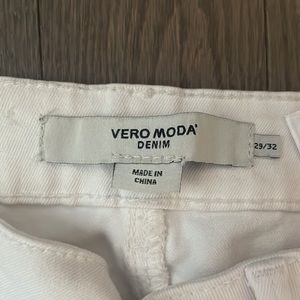 VERO MODA®
DENIM
29/32
MADE IN
CHINA